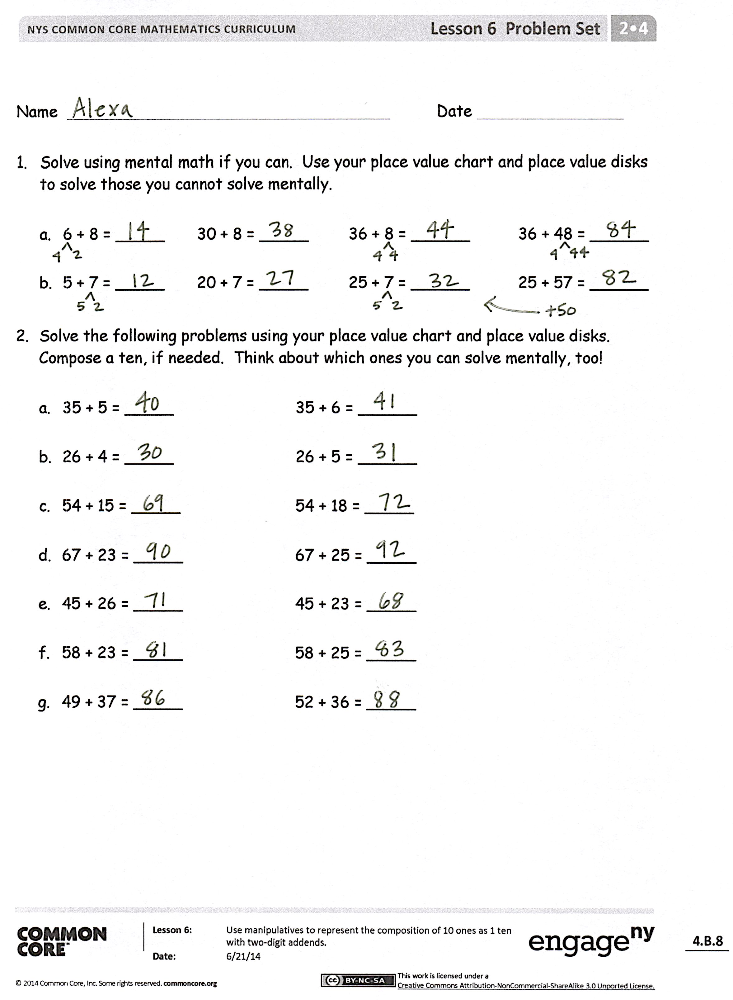 NYS COMMON CORE MATHEMATICS CURRICULUM Lesson 6 Problem Set 2•4
Name Alexa Date
1. Solve using mental math if you can. Use your place value chart and place value disks
to solve those you cannot solve mentally.
a. 6 + 8 = 14 30 + 8 = 38 36 + 8 = 44 36 + 48 = 84
4 2 4 4 4 44
b. 5 + 7 = 12 20 + 7 = 27 25 + 7 = 32 25 + 57 = 82
5 2 5 2 ← +50
2. Solve the following problems using your place value chart and place value disks.
Compose a ten, if needed. Think about which ones you can solve mentally, too!
a. 35 + 5 = 40 35 + 6 = 41
b. 26 + 4 = 30 26 + 5 = 31
c. 54 + 15 = 69 54 + 18 = 72
d. 67 + 23 = 90 67 + 25 = 92
e. 45 + 26 = 71 45 + 23 = 68
f. 58 + 23 = 81 58 + 25 = 83
g. 49 + 37 = 86 52 + 36 = 88
COMMON
CORE™
Lesson 6: Use manipulatives to represent the composition of 10 ones as 1 ten
with two-digit addends.
Date: 6/21/14
engage ny
4.B.8
© 2014 Common Core, Inc. Some rights reserved. commoncore.org
cc BY-NC-SA
This work is licensed under a
Creative Commons Attribution-NonCommercial-ShareAlike 3.0 Unported License.